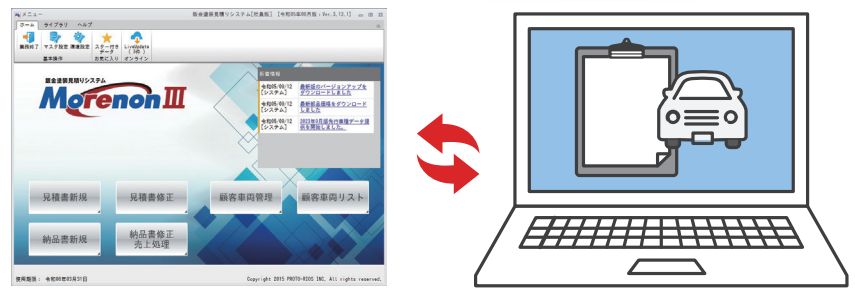 メニュー
鈑金塗装見積りシステム[社員版] [令和05年09月版：Ver.3.13.1]
ホーム ライブラリ ヘルプ
業務終了 マスタ設定 環境設定 スター付き データ LiveUpdate (3件)
基本操作 お気に入り オンライン
鈑金塗装見積りシステム
MorenonⅢ
新着情報
令和05/09/12 [システム] 最新版のバージョンアップをダウンロードしました
令和05/09/12 [システム] 最新部品価格をダウンロードしました
令和05/09/12 [システム] 2023年9月版先行車種データ提供を開始しました。
見積書新規
見積書修正
顧客車両管理
顧客車両リスト
納品書新規
納品書修正
売上処理
使用期限： 令和06年03月31日
Copyright 2015 PROTO-RIOS INC. All rights reserved.